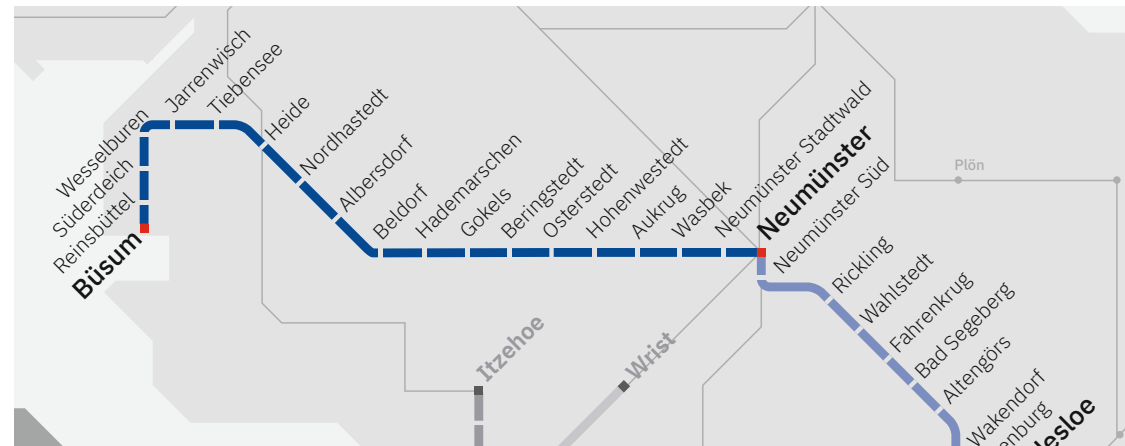 Büsum
Reinsbüttel
Süderdeich
Wesselburen
Jarrenwisch
Tiebensee
Heide
Nordhastedt
Albersdorf
Beldorf
Hademarschen
Gokels
Beringstedt
Osterstedt
Hohenwestedt
Aukrug
Wasbek
Neumünster Stadtwald
Neumünster
Neumünster Süd
Rickling
Wahlstedt
Fahrenkrug
Bad Segeberg
Altengörs
Wakendorf
Plön
Itzehoe
Wrist